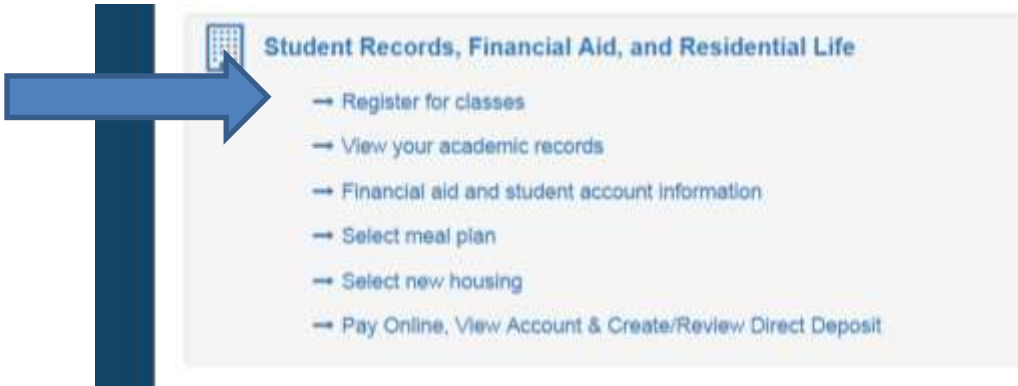 Student Records, Financial Aid, and Residential Life
→ Register for classes
→ View your academic records
→ Financial aid and student account information
→ Select meal plan
→ Select new housing
→ Pay Online, View Account & Create/Review Direct Deposit